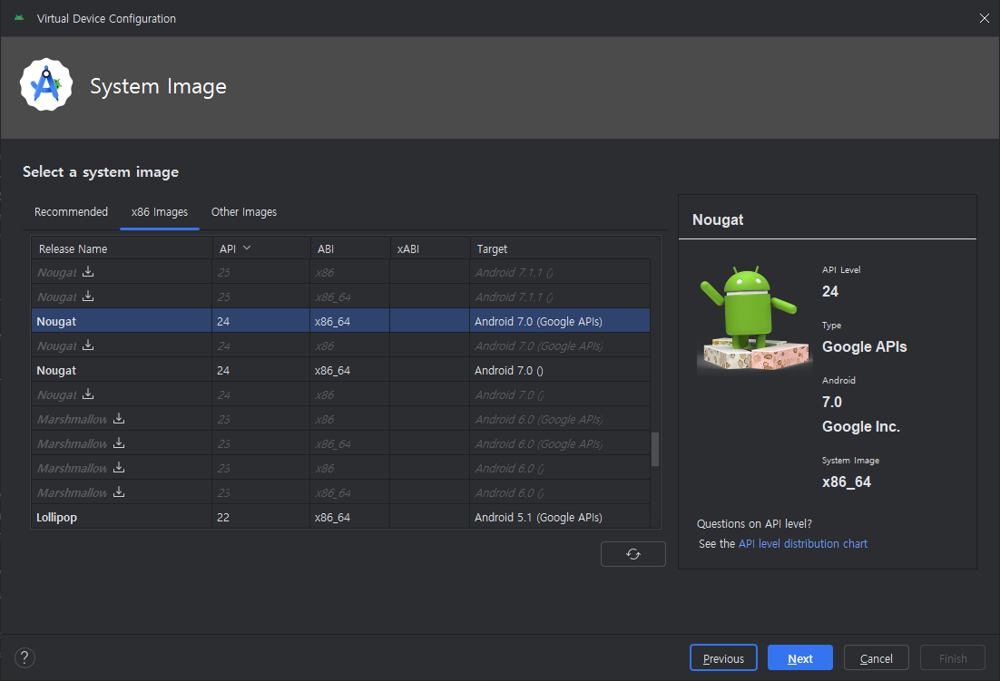 Virtual Device Configuration
System Image
Select a system image
Recommended x86 Images Other Images
Release Name API ABI xABI Target
Nougat 25 x86 Android 7.1.1 ()
Nougat 25 x86_64 Android 7.1.1 ()
Nougat 24 x86_64 Android 7.0 (Google APIs)
Nougat 24 x86 Android 7.0 (Google APIs)
Nougat 24 x86_64 Android 7.0 ()
Nougat 24 x86 Android 7.0 ()
Marshmallow 23 x86 Android 6.0 (Google APIs)
Marshmallow 23 x86_64 Android 6.0 (Google APIs)
Marshmallow 23 x86 Android 6.0 ()
Marshmallow 23 x86_64 Android 6.0 ()
Lollipop 22 x86_64 Android 5.1 (Google APIs)
Nougat
API Level
24
Type
Google APIs
Android
7.0
Google Inc.
System Image
x86_64
Questions on API level?
See the API level distribution chart
? Previous Next Cancel Finish